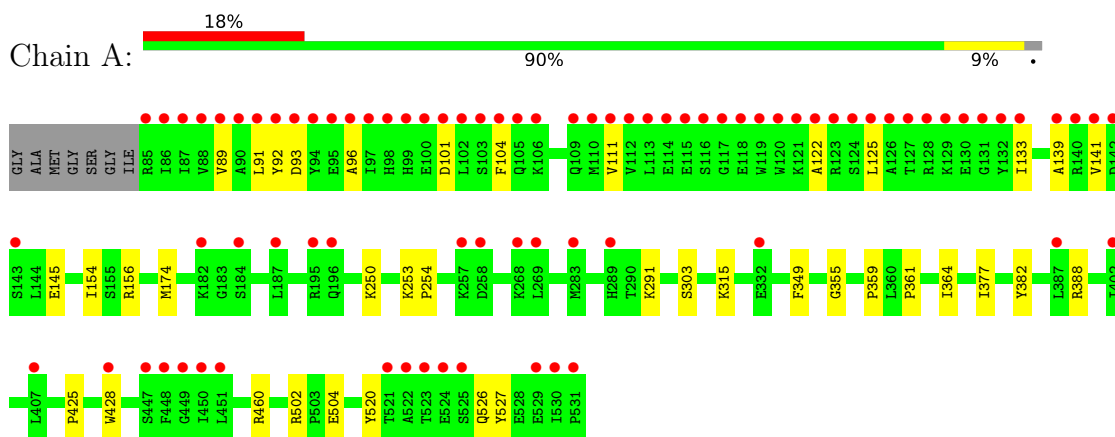 18%
Chain A:
90% 9% •
GLY ALA MET GLY SER GLY ILE R85 I86 I87 V88 V89 A90 L91 Y92 D93 Y94 E95 A96 I97 H98 H99 E100 D101 L102 S103 F104 Q105 K106 Q109 M110 V111 V112 L113 E114 E115 S116 G117 E118 W119 W120 K121 A122 R123 S124 L125 A126 T127 R128 K129 E130 G131 Y132 I133 A139 R140 V141
S143 L144 E145 I154 S155 R156 M174 K182 G183 S184 L187 R195 Q196 K250 K253 P254 K257 D258 K268 L269 M283 H289 T290 K291 S303 K315 E332 F349 G355 P359 L360 P361 I364 I377 Y382 L387 R388
L407 P425 W428 S447 F448 G449 I450 L451 R460 R502 P503 E504 Y520 T521 A522 T523 E524 S525 Q526 Y527 E528 E529 I530 P531